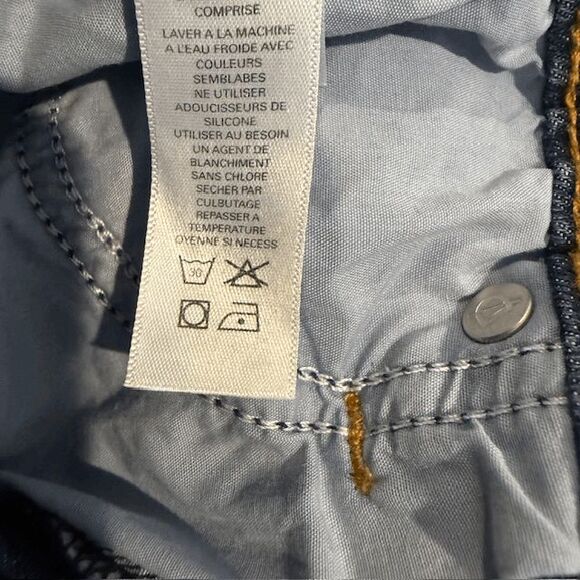 COMPRISE
LAVER A LA MACHINE
A L'EAU FROIDE AVEC
COULEURS
SEMBLABES
NE UTILISER
ADOUCISSEURS DE
SILICONE
UTILISER AU BESOIN
UN AGENT DE
BLANCHIMENT
SANS CHLORE
SECHER PAR
CULBUTAGE
REPASSER A
TEMPERATURE
OYENNE SI NECESS
30